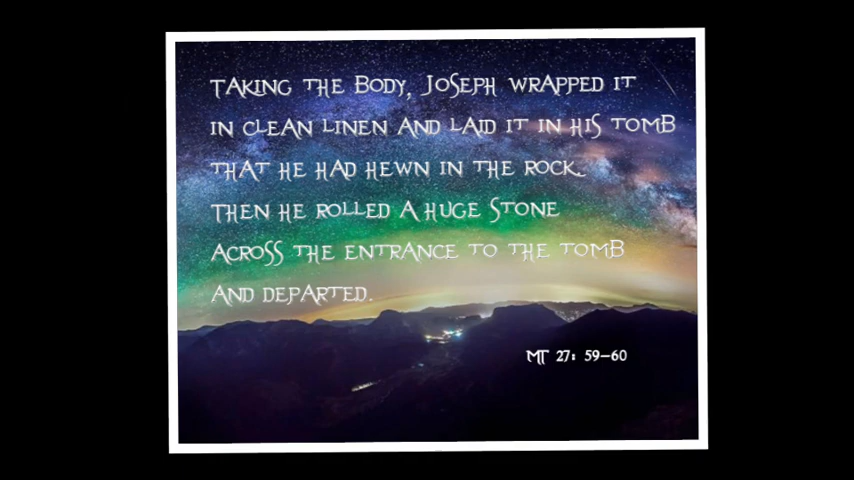 Taking the Body, Joseph wrapped it
in clean linen and laid it in his tomb
that he had hewn in the rock.
Then he rolled a huge stone
across the entrance to the tomb
and departed.
Mt 27: 59-60